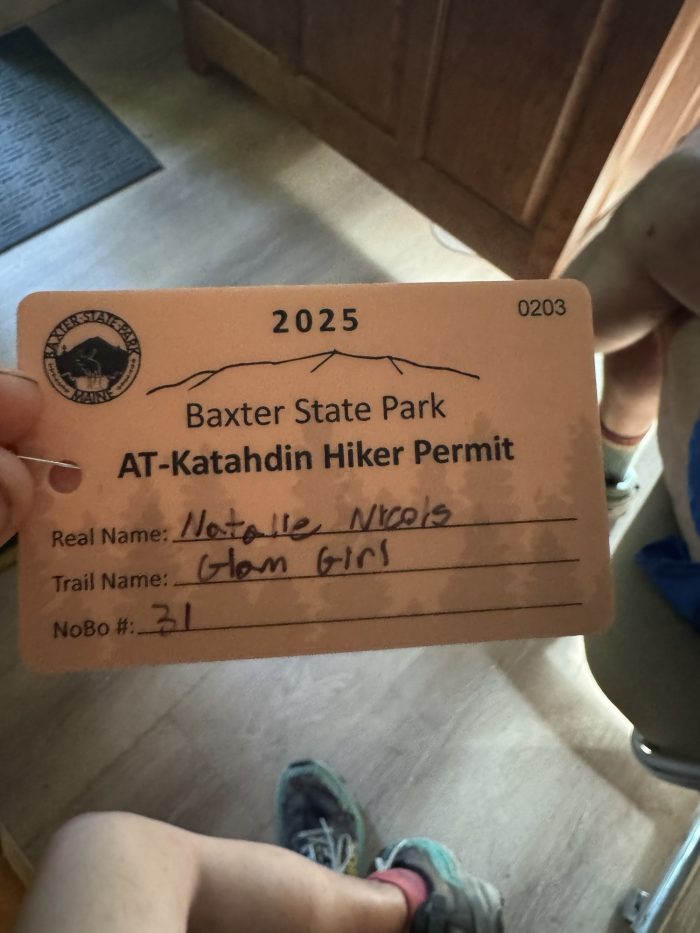 2025
0203
BAXTER STATE PARK
MAINE
Baxter State Park
AT-Katahdin Hiker Permit
Real Name: Natalie Nicols
Trail Name: Glam Girl
NoBo #: 31